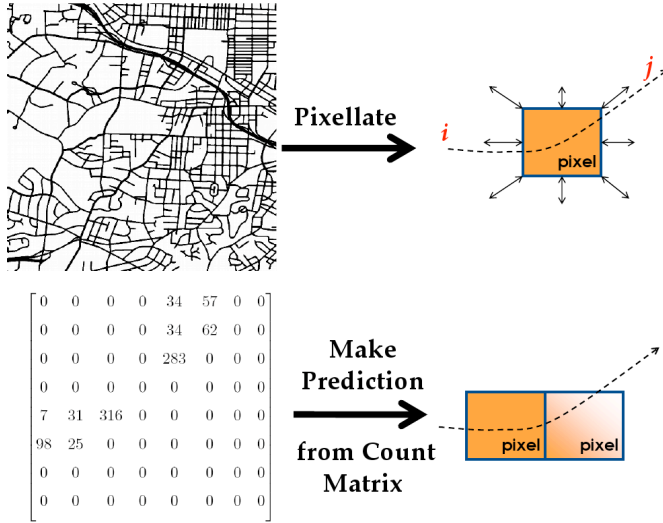 Pixellate
i
j
pixel
0 0 0 0 34 57 0 0
0 0 0 0 34 62 0 0
0 0 0 0 283 0 0 0
0 0 0 0 0 0 0 0
7 31 316 0 0 0 0 0
98 25 0 0 0 0 0 0
0 0 0 0 0 0 0 0
0 0 0 0 0 0 0 0
Make
Prediction
from Count
Matrix
pixel
pixel